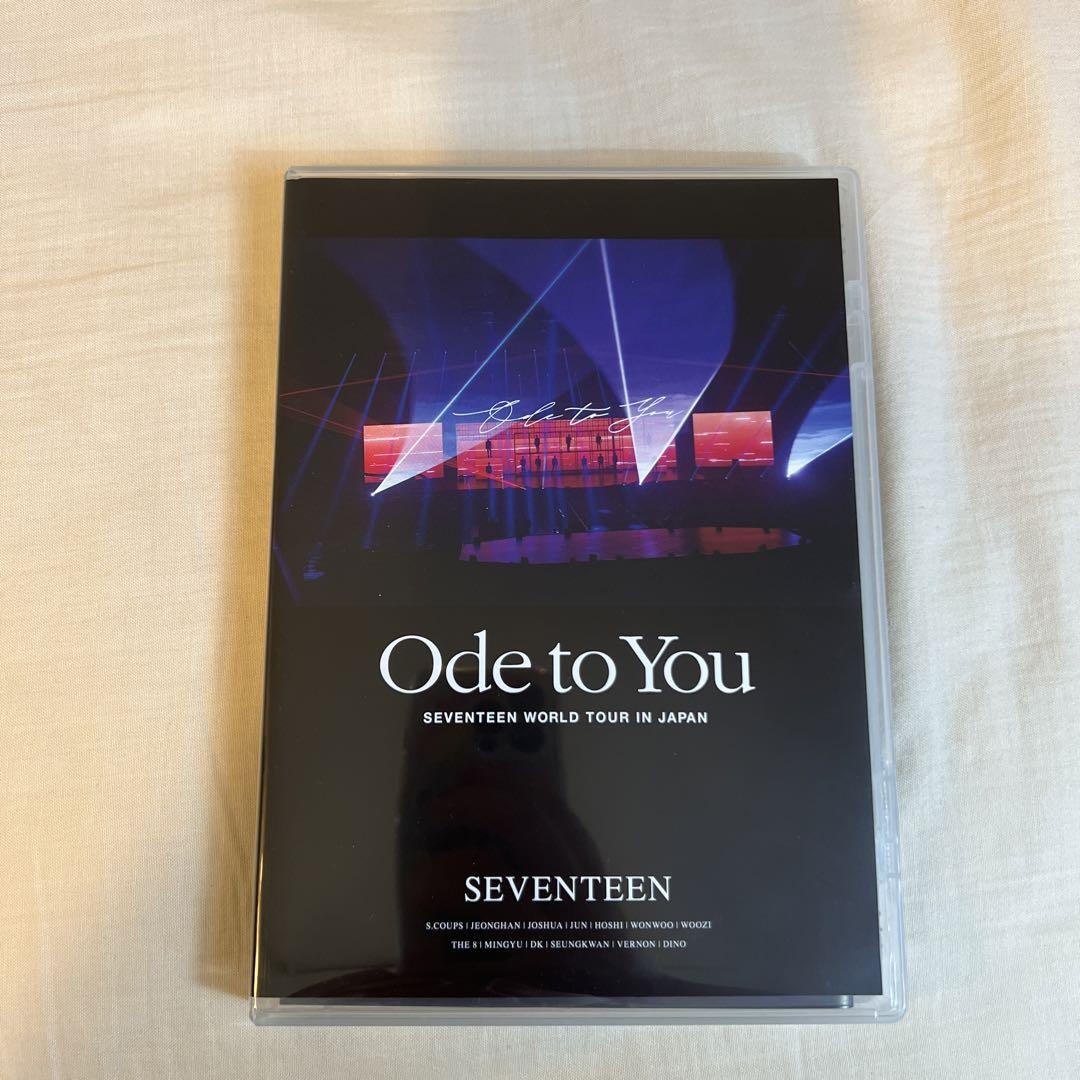 Ode to You
Ode to You
SEVENTEEN WORLD TOUR IN JAPAN
SEVENTEEN
S.COUPS | JEONGHAN | JOSHUA | JUN | HOSHI | WONWOO | WOOZI
THE 8 | MINGYU | DK | SEUNGKWAN | VERNON | DINO